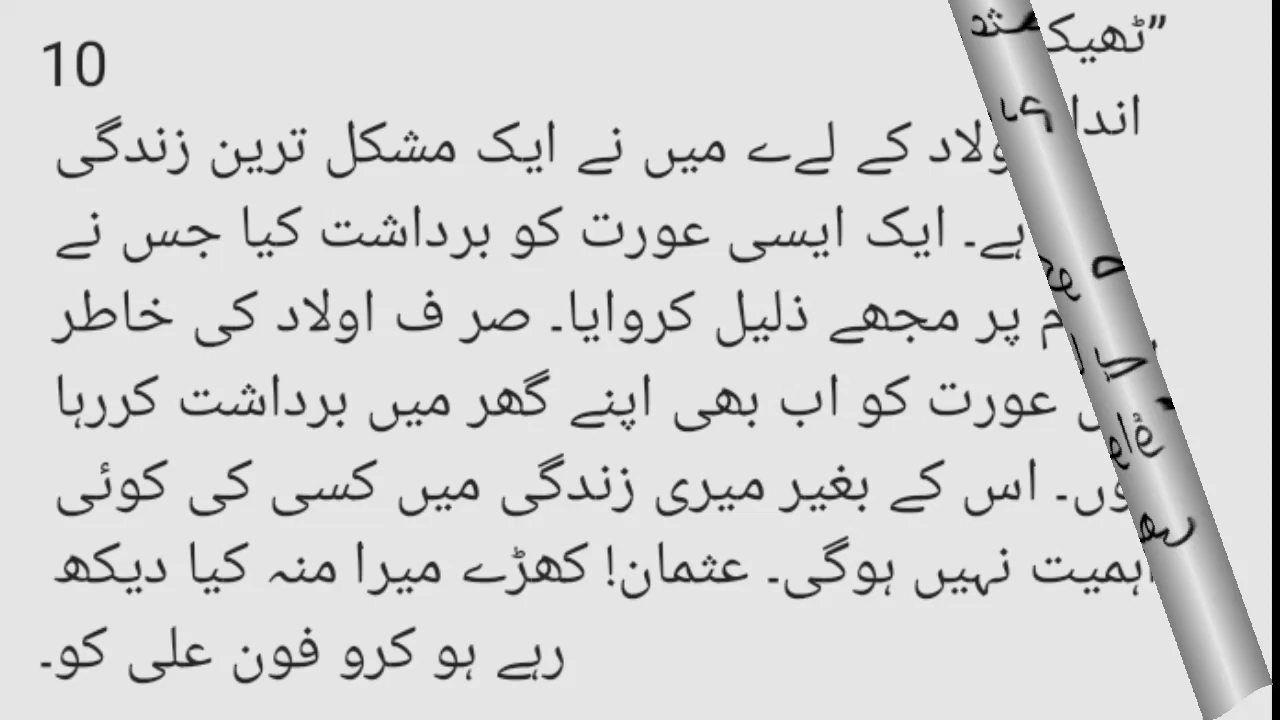 ”ٹھیک
10
اندا
ولاد کے لےے میں نے ایک مشکل ترین زندگی
ہے۔ ایک ایسی عورت کو برداشت کیا جس نے
پر مجھے ذلیل کروایا۔ صر ف اولاد کی خاطر
عورت کو اب بھی اپنے گھر میں برداشت کررہا
وں۔ اس کے بغیر میری زندگی میں کسی کی کوئی
اہمیت نہیں ہوگی۔ عثمان! کھڑے میرا منہ کیا دیکھ
رہے ہو کرو فون علی کو۔